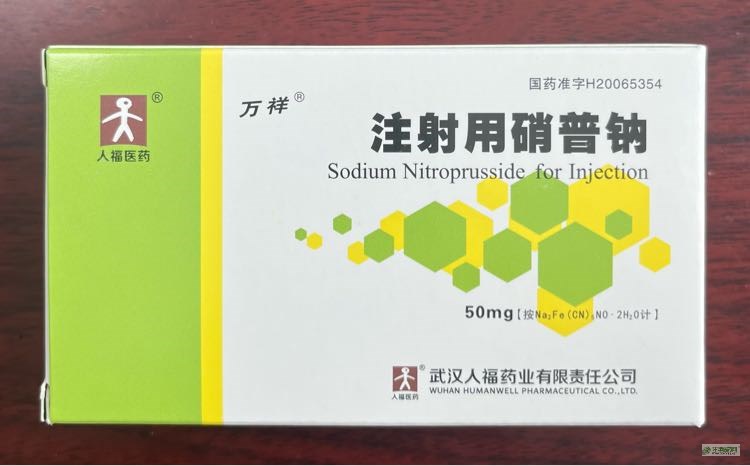 国药准字H20065354
万祥®
®
人福医药
注射用硝普钠
Sodium Nitroprusside for Injection
50mg【按Na₂Fe(CN)₅NO·2H₂O计】
®
人福医药
武汉人福药业有限责任公司
WUHAN HUMANWELL PHARMACEUTICAL CO.,LTD.